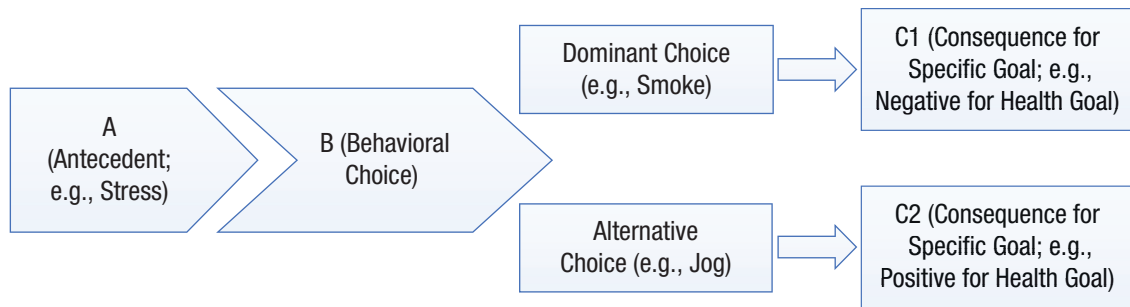 A
(Antecedent;
e.g., Stress)
B (Behavioral
Choice)
Dominant Choice
(e.g., Smoke)
C1 (Consequence for
Specific Goal; e.g.,
Negative for Health Goal)
Alternative
Choice (e.g., Jog)
C2 (Consequence for
Specific Goal; e.g.,
Positive for Health Goal)